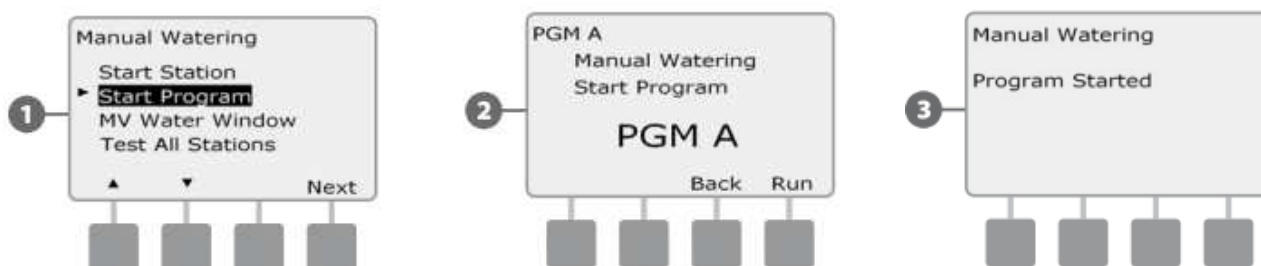 1
Manual Watering
Start Station
► Start Program
MV Water Window
Test All Stations
▲ ▼ Next
2
PGM A
Manual Watering
Start Program
PGM A
Back Run
3
Manual Watering
Program Started